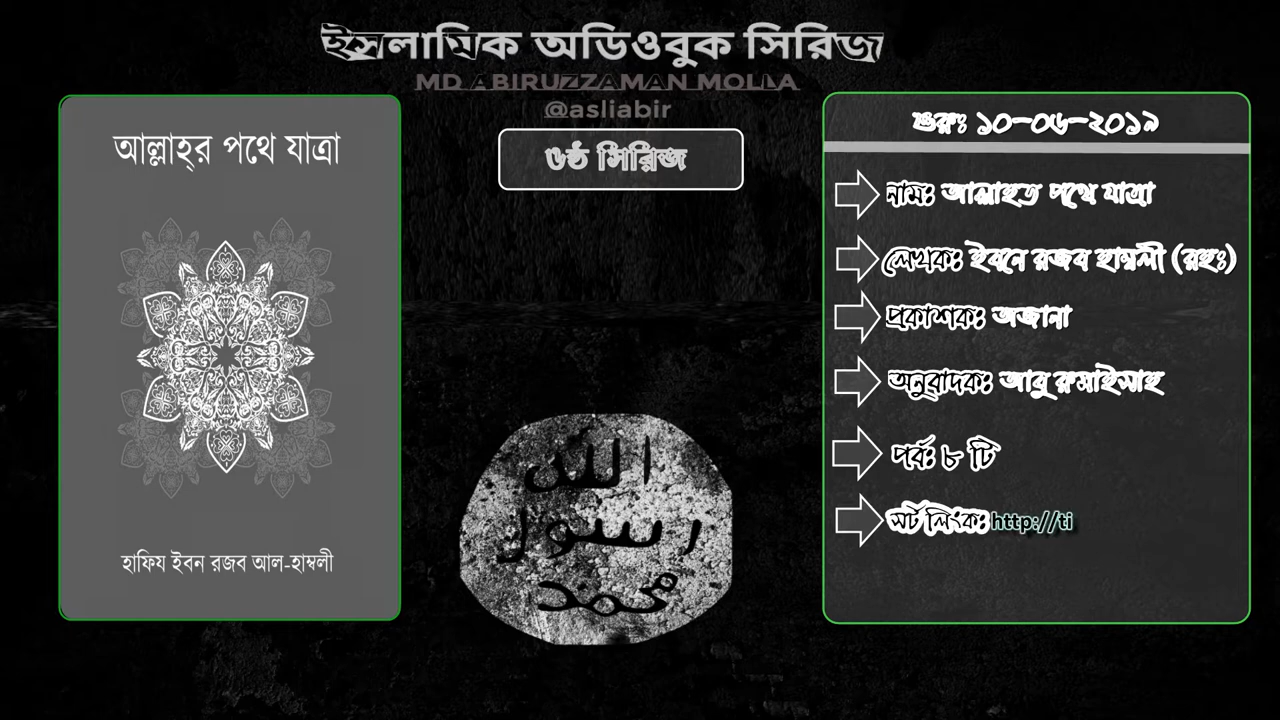 ইসলামিক অডিওবুক সিরিজ
MD ABIRUZZAMAN MOLLA
@asliabir
৬ষ্ঠ সিরিজ
আল্লাহ্‌র পথে যাত্রা
হাফিয ইবন রজব আল-হাম্বলী
الله
رسول
محمد
শুরুঃ ১০-০৬-২০১৯
নামঃ আল্লাহর পথে যাত্রা
লেখকঃ ইবনে রজব হাম্বলী (রহঃ)
প্রকাশকঃ অজানা
অনুবাদকঃ আবু রুমাইসাহ
পর্বঃ ৮ টি
সর্ট লিংকঃ http://ti